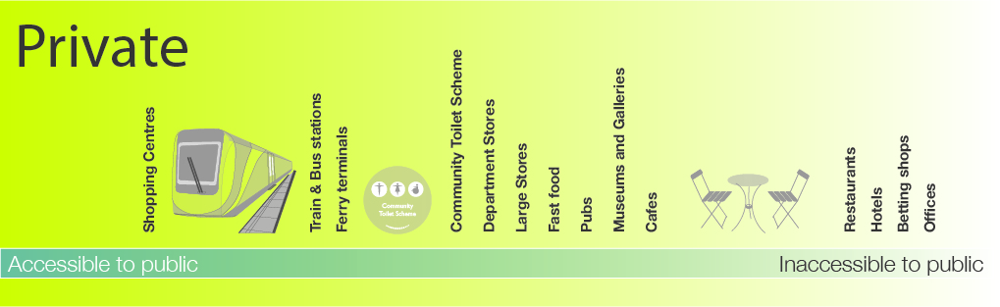 Private
Shopping Centres
Train & Bus stations
Ferry terminals
Community
Toilet Scheme
Community Toilet Scheme
Department Stores
Large Stores
Fast food
Pubs
Museums and Galleries
Cafes
Restaurants
Hotels
Betting shops
Offices
Accessible to public
Inaccessible to public